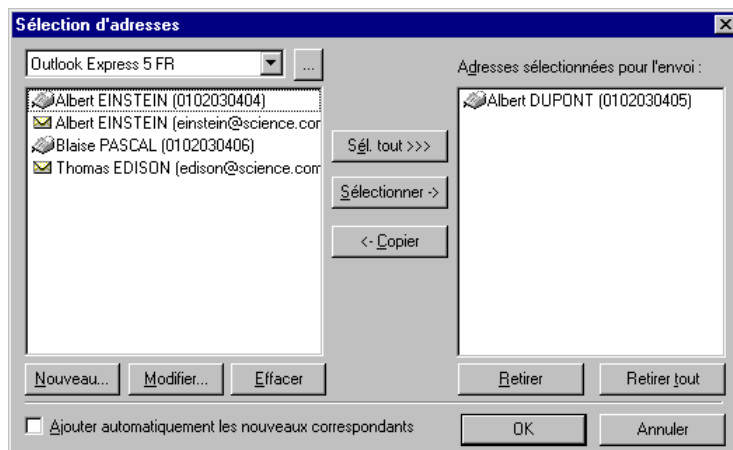 Sélection d'adresses
Outlook Express 5 FR
...
Adresses sélectionnées pour l'envoi :
Albert EINSTEIN (0102030404)
Albert EINSTEIN (einstein@science.com
Blaise PASCAL (0102030406)
Thomas EDISON (edison@science.com
Albert DUPONT (0102030405)
Sél. tout >>>
Sélectionner ->
<- Copier
Nouveau...
Modifier...
Effacer
Retirer
Retirer tout
Ajouter automatiquement les nouveaux correspondants
OK
Annuler